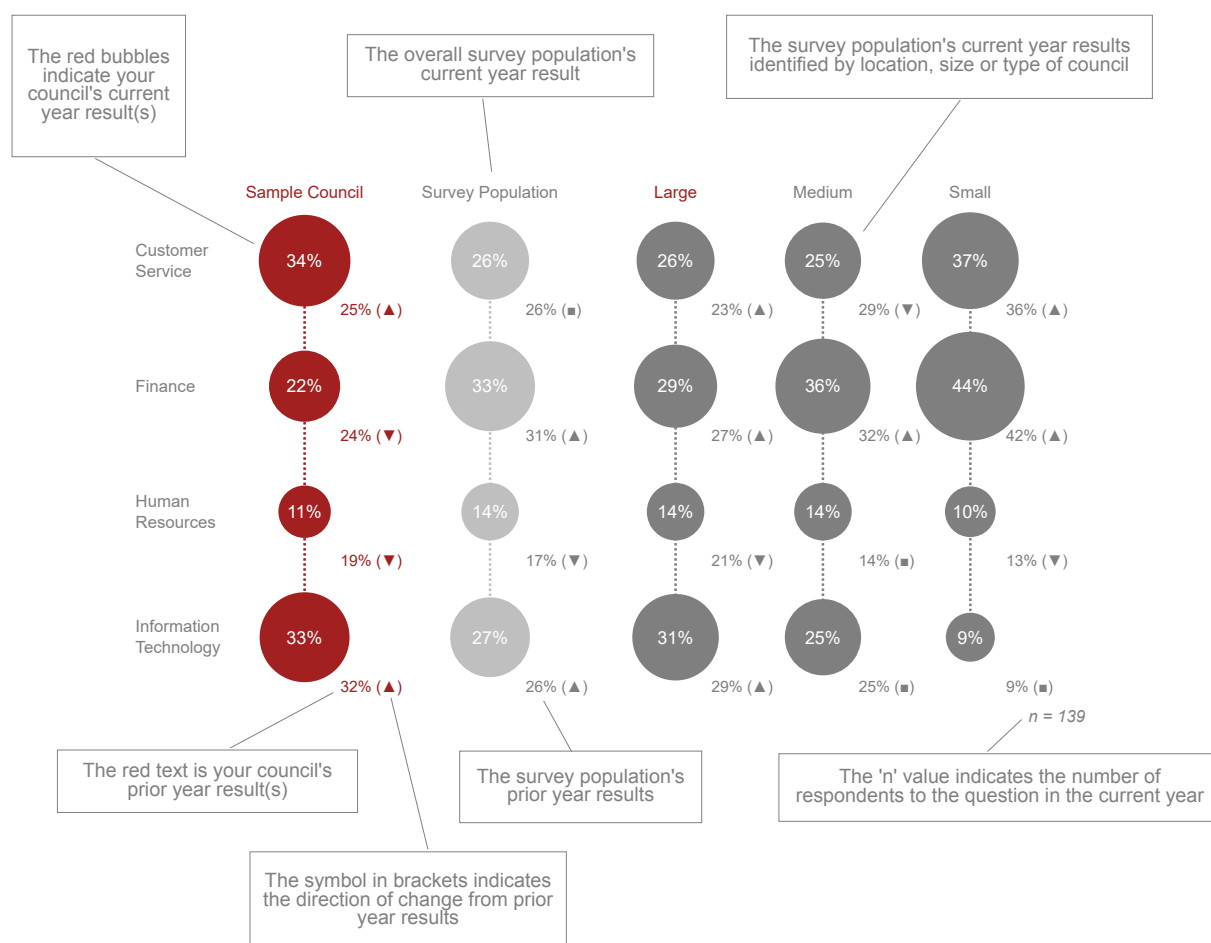 The red bubbles
indicate your
council's current
year result(s)
The overall survey population's
current year result
The survey population's current year results
identified by location, size or type of council
Sample Council
Survey Population
Large
Medium
Small
Customer
Service
34%
26%
26%
25%
37%
25% (▲)
26% (■)
23% (▲)
29% (▼)
36% (▲)
Finance
22%
33%
29%
36%
44%
24% (▼)
31% (▲)
27% (▲)
32% (▲)
42% (▲)
Human
Resources
11%
14%
14%
14%
10%
19% (▼)
17% (▼)
21% (▼)
14% (■)
13% (▼)
Information
Technology
33%
27%
31%
25%
9%
32% (▲)
26% (▲)
29% (▲)
25% (■)
9% (■)
n = 139
The red text is your council's
prior year result(s)
The survey population's
prior year results
The 'n' value indicates the number of
respondents to the question in the current year
The symbol in brackets indicates
the direction of change from prior
year results